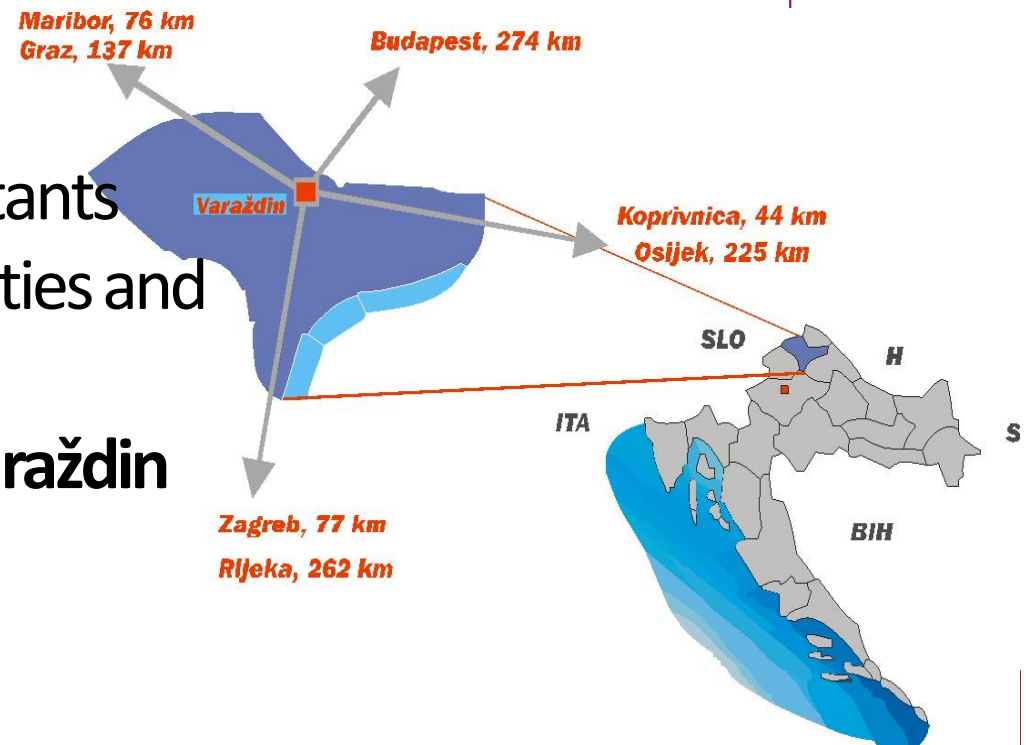 Maribor, 76 km
Graz, 137 km
Budapest, 274 km
tants
Varaždin
Koprivnica, 44 km
Osijek, 225 km
ties and
SLO
H
ITA
S
raždin
Zagreb, 77 km
Rijeka, 262 km
BIH